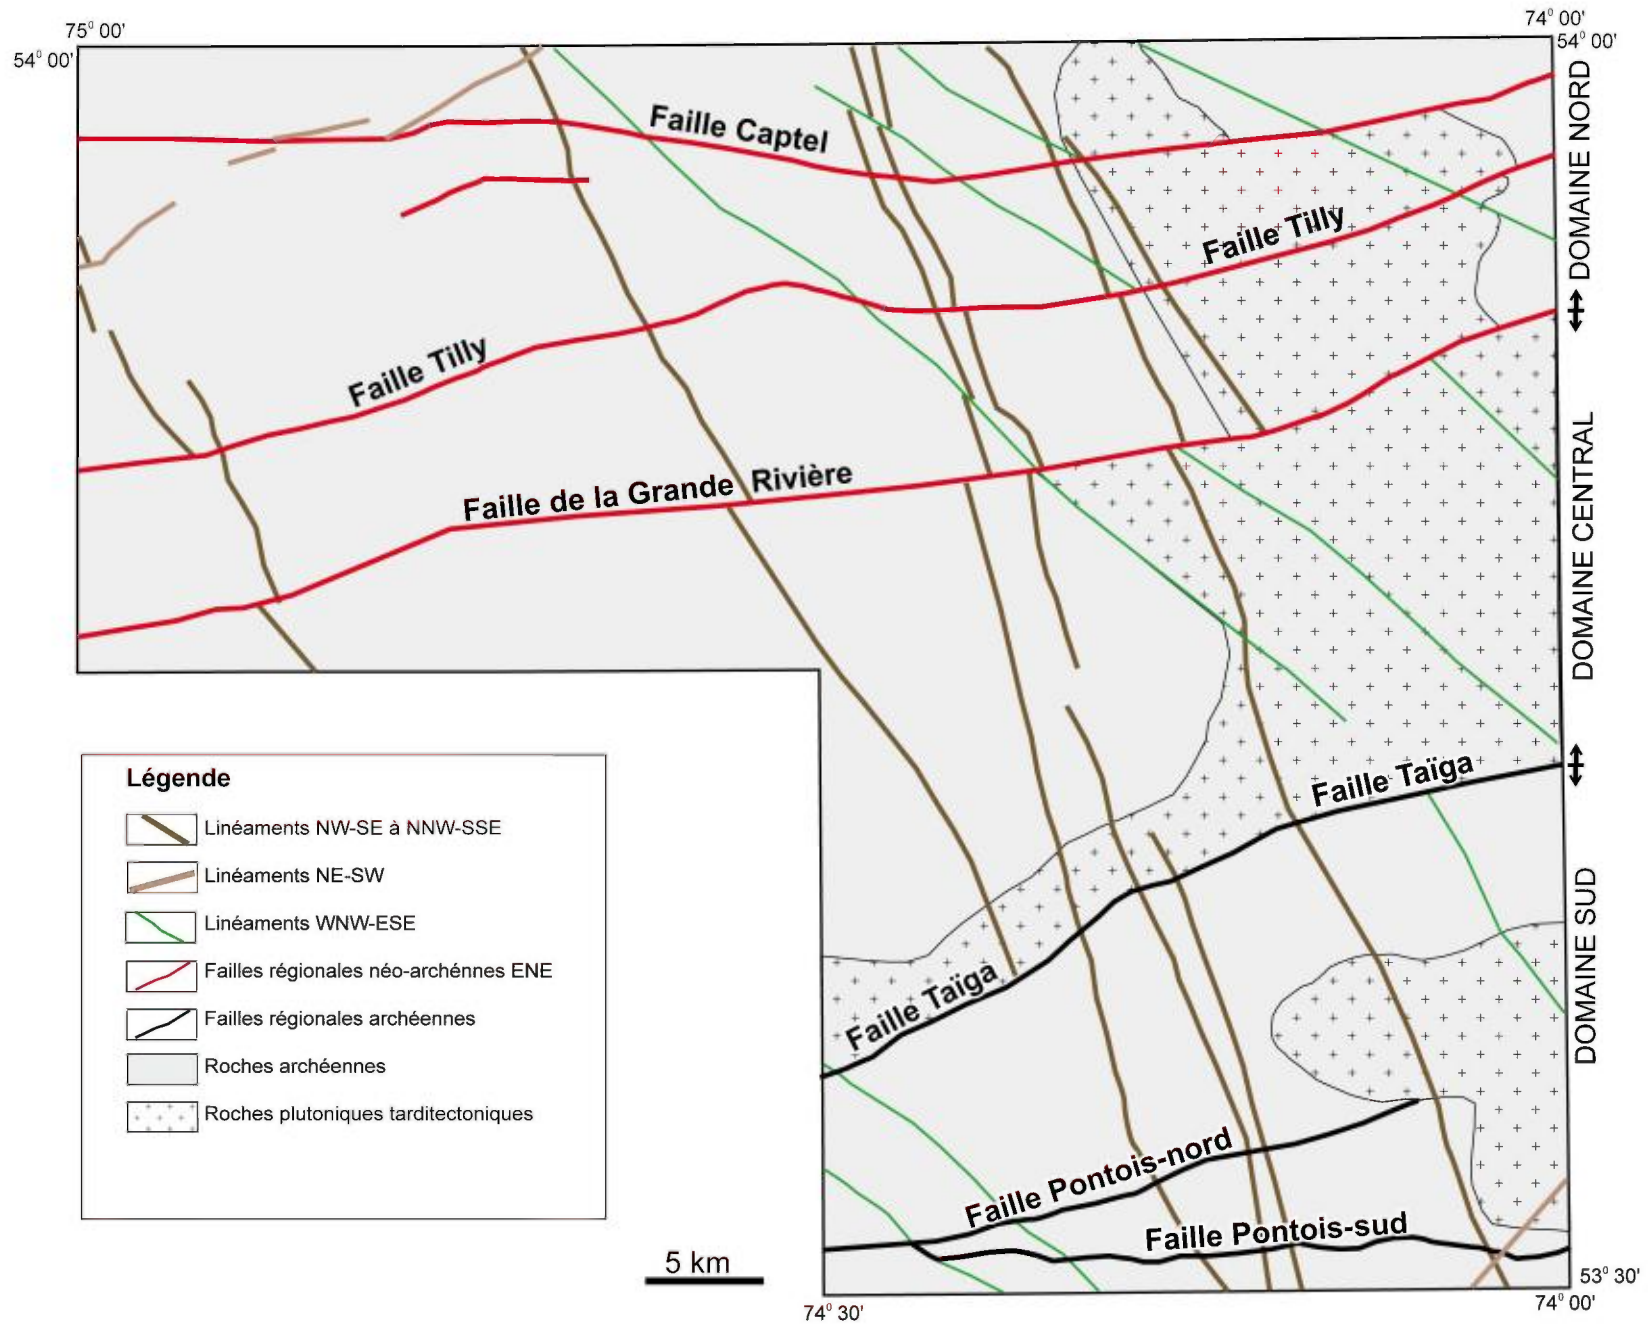 75° 00'
74° 00'
54° 00'
54° 00'
Faille Captel
DOMAINE NORD
Faille Tilly
Faille Tilly
Faille de la Grande Rivière
DOMAINE CENTRAL
Faille Taïga
Légende
Linéaments NW-SE à NNW-SSE
Linéaments NE-SW
Linéaments WNW-ESE
Failles régionales néo-archénnes ENE
Failles régionales archéennes
Roches archéennes
Roches plutoniques tarditectoniques
DOMAINE SUD
Faille Taïga
Faille Pontois-nord
Faille Pontois-sud
5 km
53° 30'
74° 30'
74° 00'